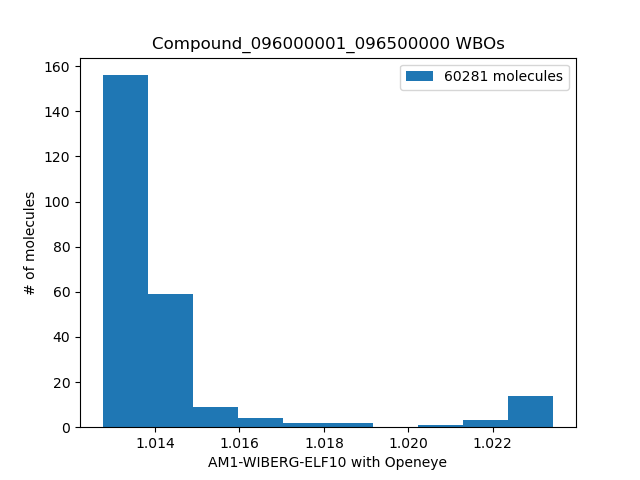 Compound_096000001_096500000 WBOs
60281 molecules
# of molecules
160
140
120
100
80
60
40
20
0
1.014 1.016 1.018 1.020 1.022
AM1-WIBERG-ELF10 with Openeye